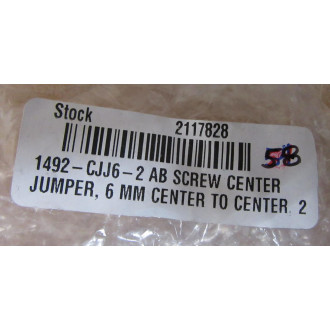 Stock
2117828
5B
1492-CJJ6-2 AB SCREW CENTER
JUMPER, 6 MM CENTER TO CENTER, 2